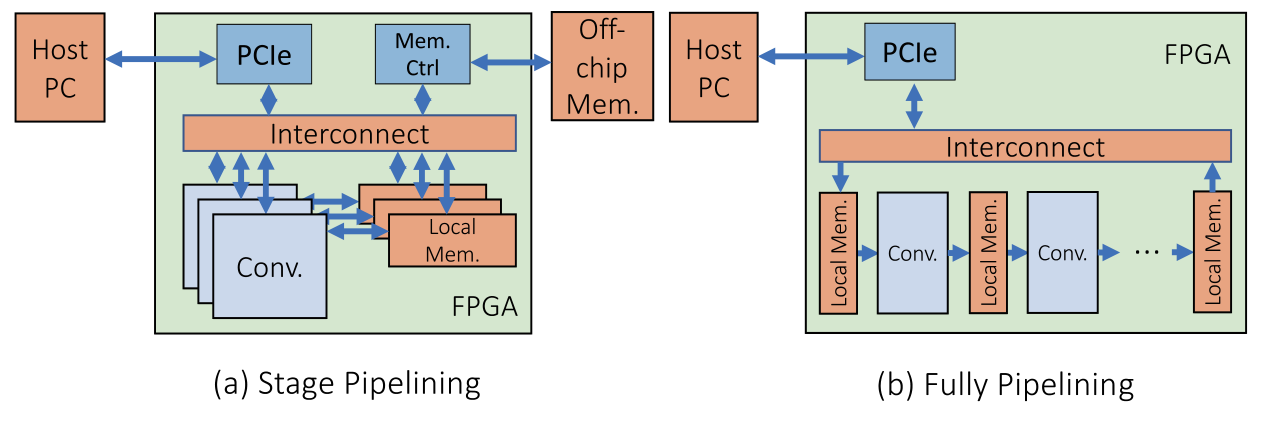 Host
PC
PCIe
Mem.
Ctrl
Off-
chip
Mem.
Interconnect
Conv.
Local
Mem.
FPGA
(a) Stage Pipelining
Host
PC
PCIe
FPGA
Interconnect
Local Mem.
Conv.
Local Mem.
Conv.
...
Local Mem.
(b) Fully Pipelining